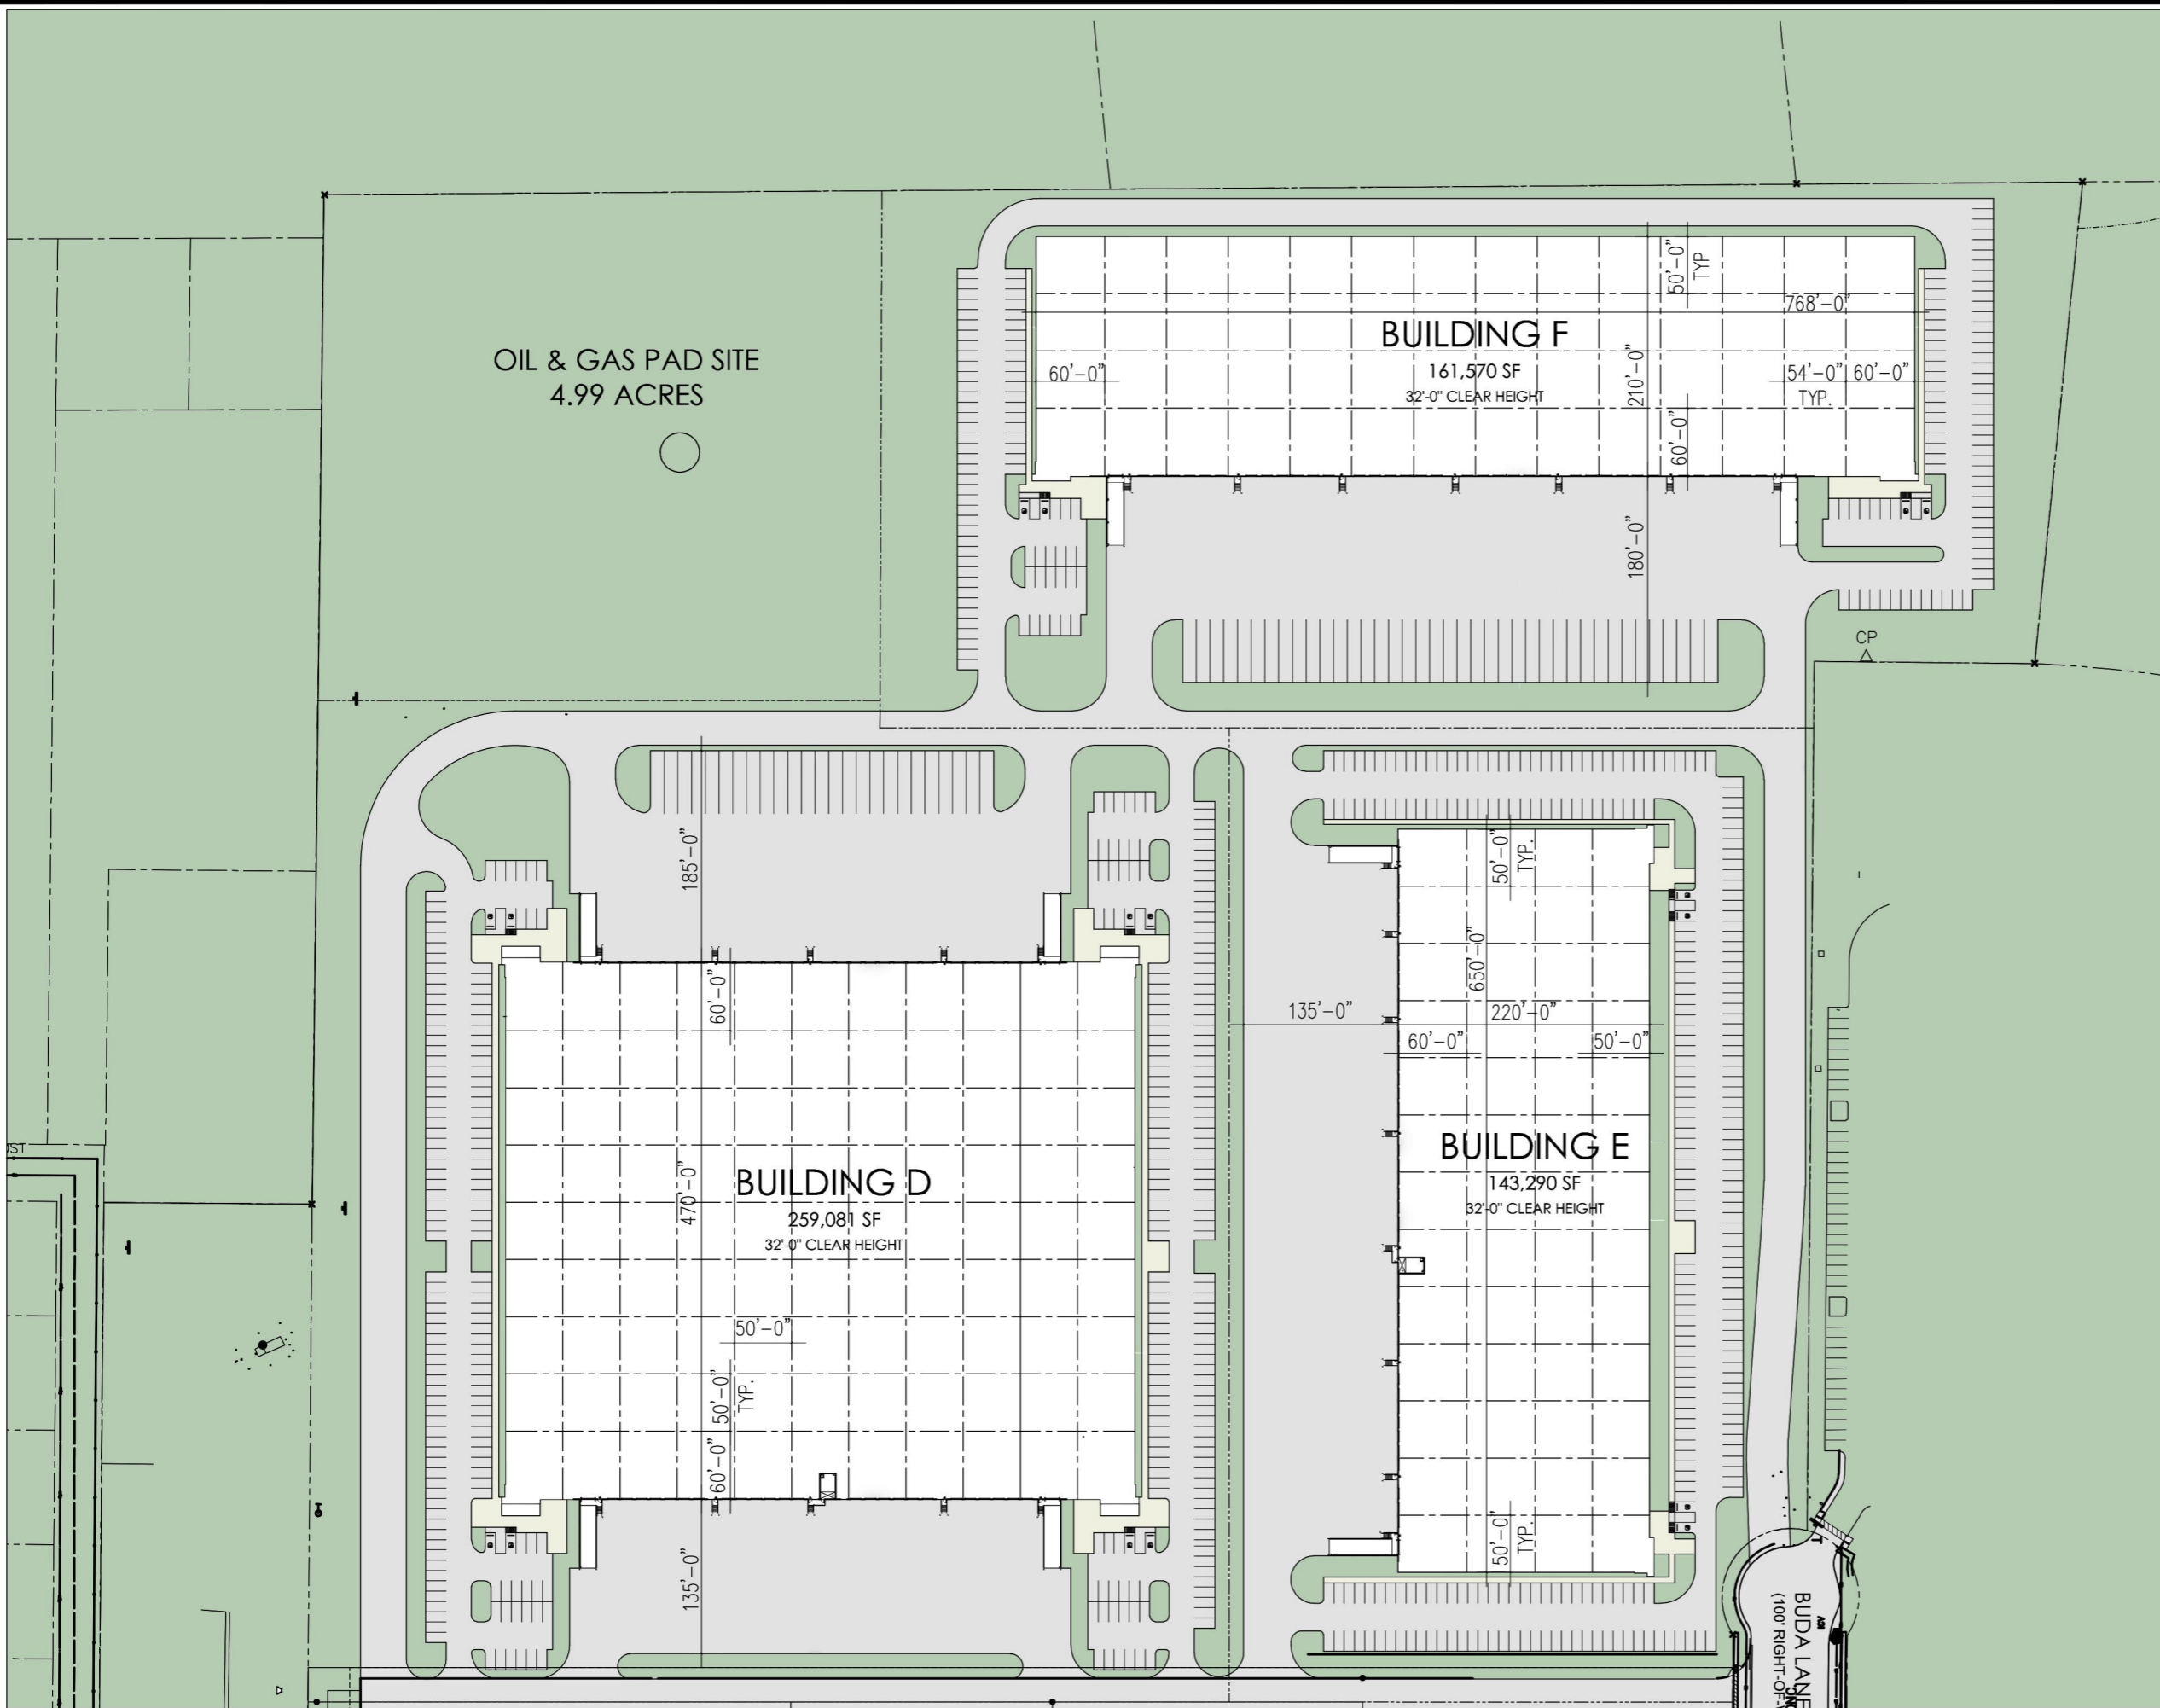 50'-0"
TYP
768'-0"
BUILDING F
161,570 SF
32'-0" CLEAR HEIGHT
60'-0"
210'-0"
54'-0"
60'-0"
TYP.
60'-0"
180'-0"
OIL & GAS PAD SITE
4.99 ACRES
CP
185'-0"
60'-0"
470'-0"
BUILDING D
259,081 SF
32'-0" CLEAR HEIGHT
50'-0"
50'-0"
TYP.
60'-0"
135'-0"
50'-0"
TYP.
650'-0"
135'-0"
220'-0"
60'-0"
50'-0"
BUILDING E
143,290 SF
32'-0" CLEAR HEIGHT
50'-0"
TYP.
BUDA LANE
(100' RIGHT-OF-